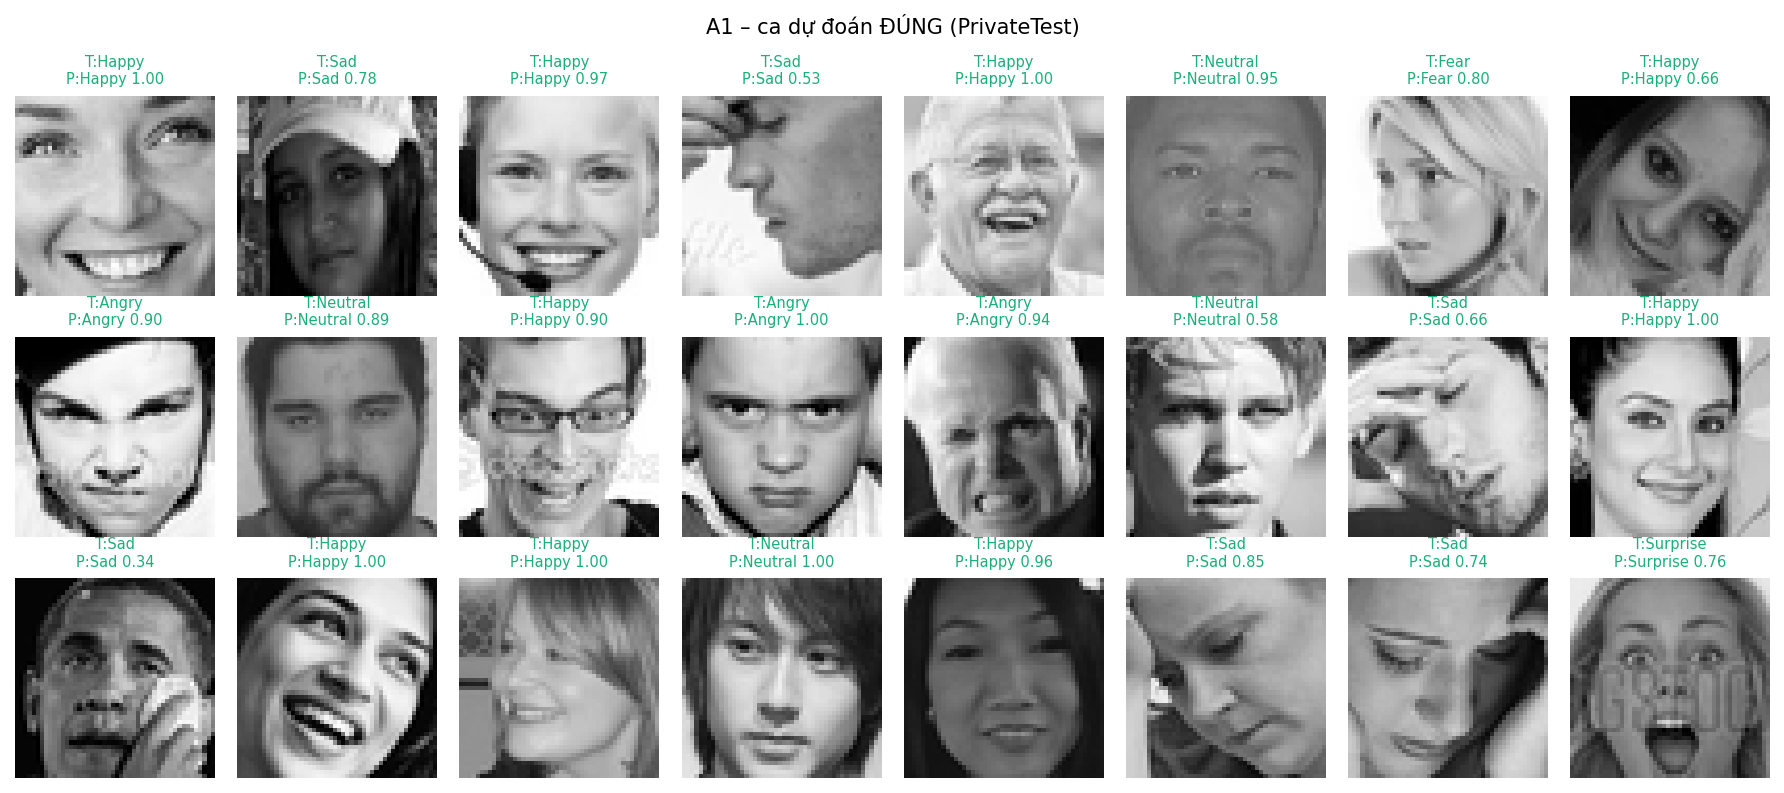 A1 – ca dự đoán ĐÚNG (PrivateTest)
T:Happy
P:Happy 1.00
T:Sad
P:Sad 0.78
T:Happy
P:Happy 0.97
T:Sad
P:Sad 0.53
T:Happy
P:Happy 1.00
T:Neutral
P:Neutral 0.95
T:Fear
P:Fear 0.80
T:Happy
P:Happy 0.66
T:Angry
P:Angry 0.90
T:Neutral
P:Neutral 0.89
T:Happy
P:Happy 0.90
T:Angry
P:Angry 1.00
T:Angry
P:Angry 0.94
T:Neutral
P:Neutral 0.58
T:Sad
P:Sad 0.66
T:Happy
P:Happy 1.00
T:Sad
P:Sad 0.34
T:Happy
P:Happy 1.00
T:Happy
P:Happy 1.00
T:Neutral
P:Neutral 1.00
T:Happy
P:Happy 0.96
T:Sad
P:Sad 0.85
T:Sad
P:Sad 0.74
T:Surprise
P:Surprise 0.76